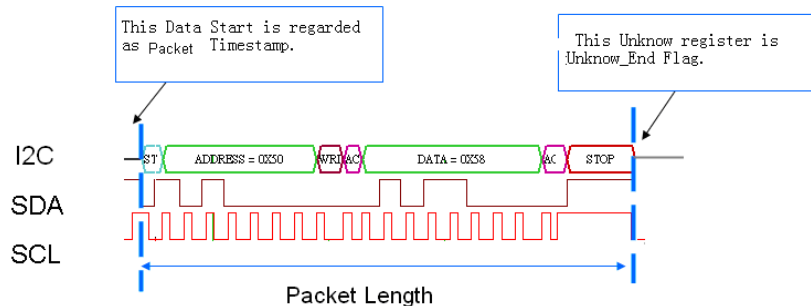 This Data Start is regarded
as Packet Timestamp.
This Unknow register is
Unknow_End Flag.
I2C
ST
ADDRESS = 0X50
WRI
AC
DATA = 0X58
AC
STOP
SDA
SCL
Packet Length